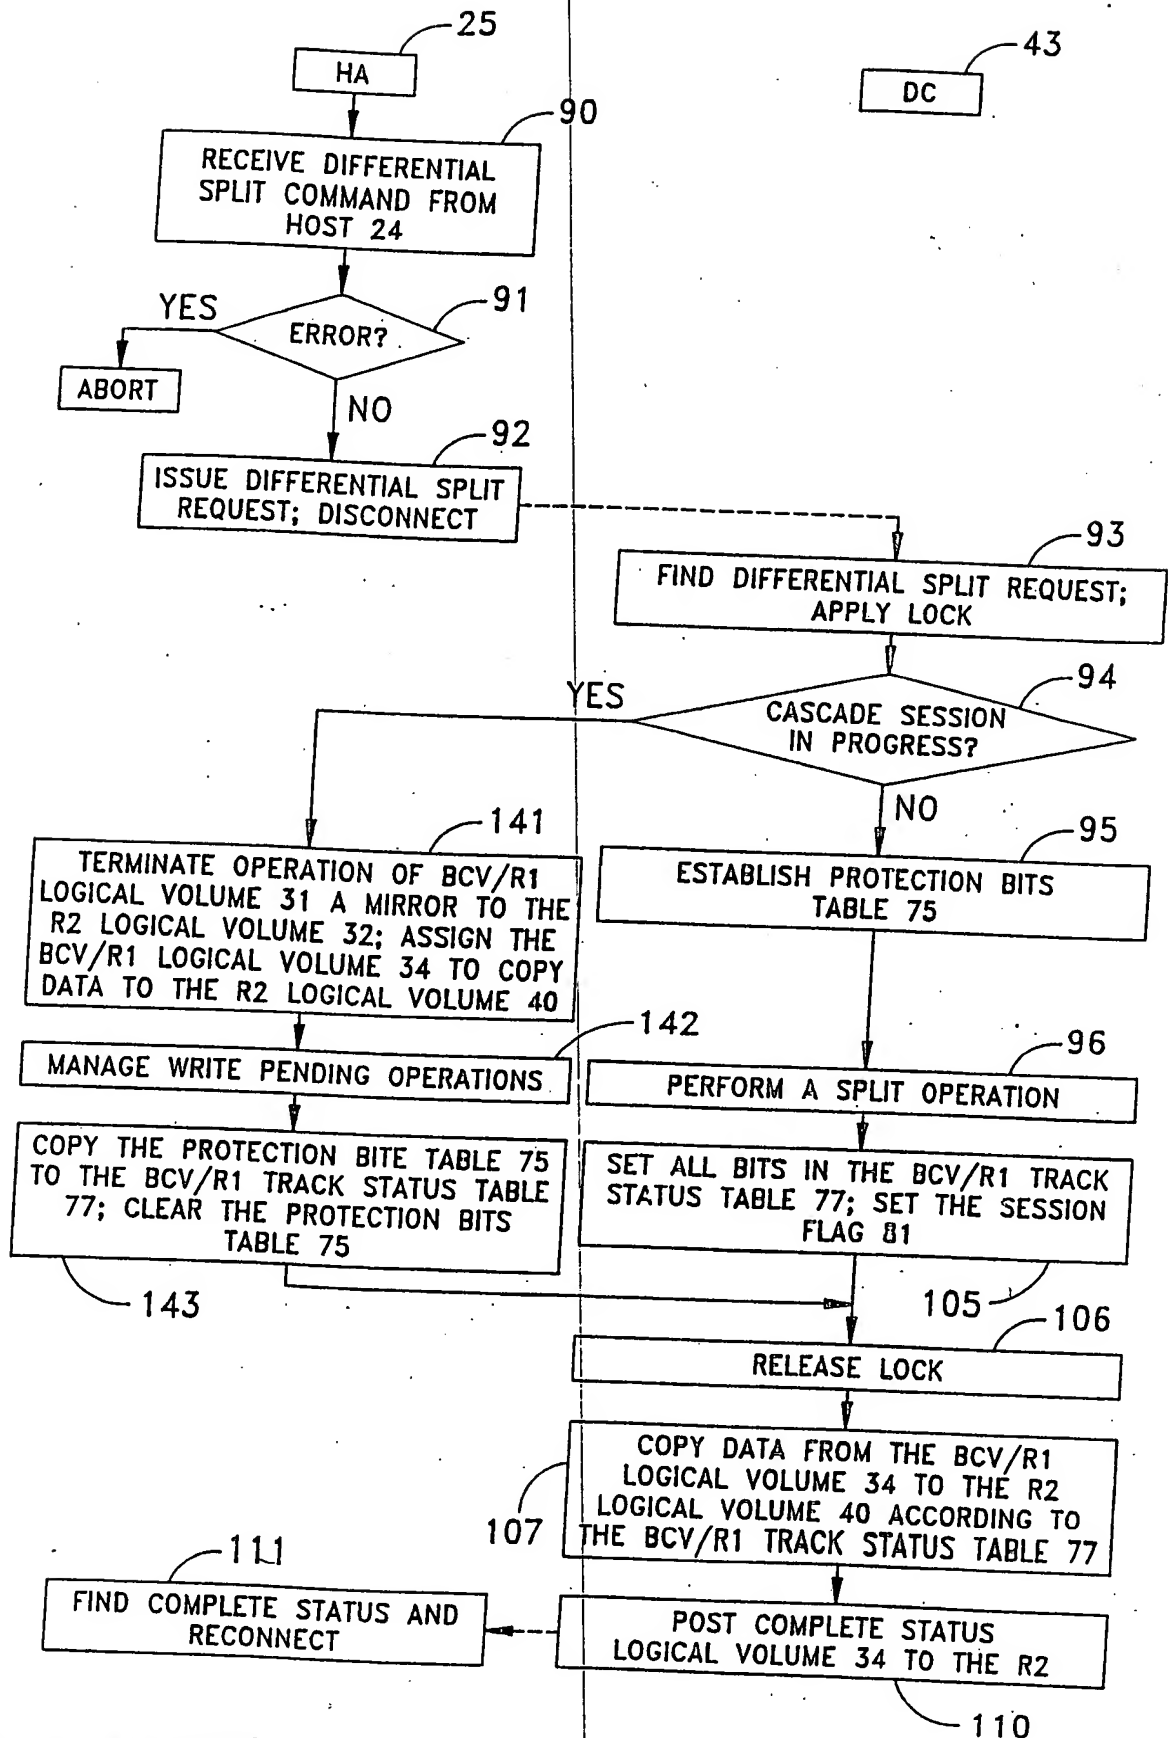 25
HA
43
DC
90
RECEIVE DIFFERENTIAL
SPLIT COMMAND FROM
HOST 24
91
YES
ERROR?
ABORT
NO
92
ISSUE DIFFERENTIAL SPLIT
REQUEST; DISCONNECT
93
FIND DIFFERENTIAL SPLIT REQUEST;
APPLY LOCK
94
YES
CASCADE SESSION
IN PROGRESS?
NO
141
TERMINATE OPERATION OF BCV/R1
LOGICAL VOLUME 31 A MIRROR TO THE
R2 LOGICAL VOLUME 32; ASSIGN THE
BCV/R1 LOGICAL VOLUME 34 TO COPY
DATA TO THE R2 LOGICAL VOLUME 40
95
ESTABLISH PROTECTION BITS
TABLE 75
142
MANAGE WRITE PENDING OPERATIONS
96
PERFORM A SPLIT OPERATION
COPY THE PROTECTION BITE TABLE 75
TO THE BCV/R1 TRACK STATUS TABLE
77; CLEAR THE PROTECTION BITS
TABLE 75
143
SET ALL BITS IN THE BCV/R1 TRACK
STATUS TABLE 77; SET THE SESSION
FLAG 81
105
106
RELEASE LOCK
COPY DATA FROM THE BCV/R1
LOGICAL VOLUME 34 TO THE R2
LOGICAL VOLUME 40 ACCORDING TO
THE BCV/R1 TRACK STATUS TABLE 77
107
111
FIND COMPLETE STATUS AND
RECONNECT
POST COMPLETE STATUS
LOGICAL VOLUME 34 TO THE R2
110